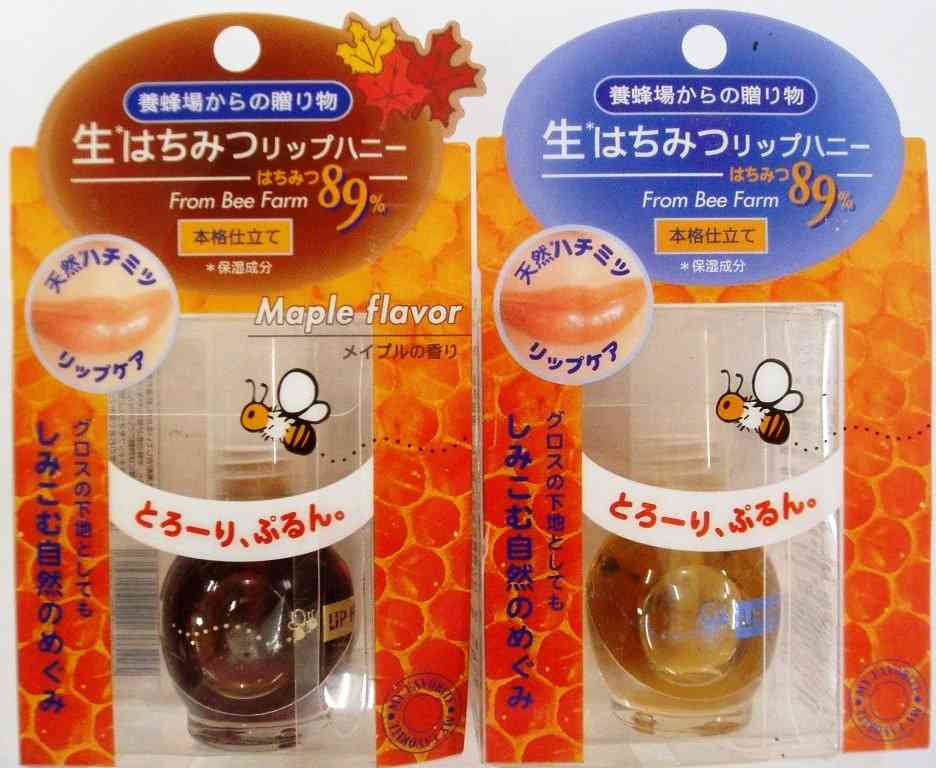 養蜂場からの贈り物
生*はちみつリップハニー
はちみつ89%
From Bee Farm
本格仕立て
*保湿成分
天然ハチミツ
リップケア
Maple flavor
メイプルの香り
グロスの下地としても
しみこむ自然のめぐみ
とろーり、ぷるん。
LIP H
MY FAVORITE MY FAVORITE
養蜂場からの贈り物
生*はちみつリップハニー
はちみつ89%
From Bee Farm
本格仕立て
*保湿成分
天然ハチミツ
リップケア
グロスの下地としても
しみこむ自然のめぐみ
とろーり、ぷるん。
MY FAVORITE